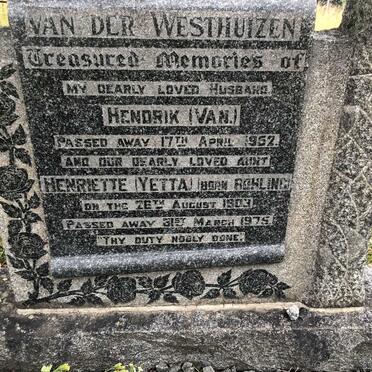 VAN DER WESTHUIZEN
Treasured Memories of
MY DEARLY LOVED HUSBAND
HENDRIK (VAN.)
PASSED AWAY 17TH APRIL 1957.
AND OUR DEARLY LOVED AUNT
HENRIETTE (YETTA) (BORN ROHLING)
ON THE 26TH AUGUST 1903
PASSED AWAY 31ST MARCH 1975
THY DUTY NOBLY DONE.